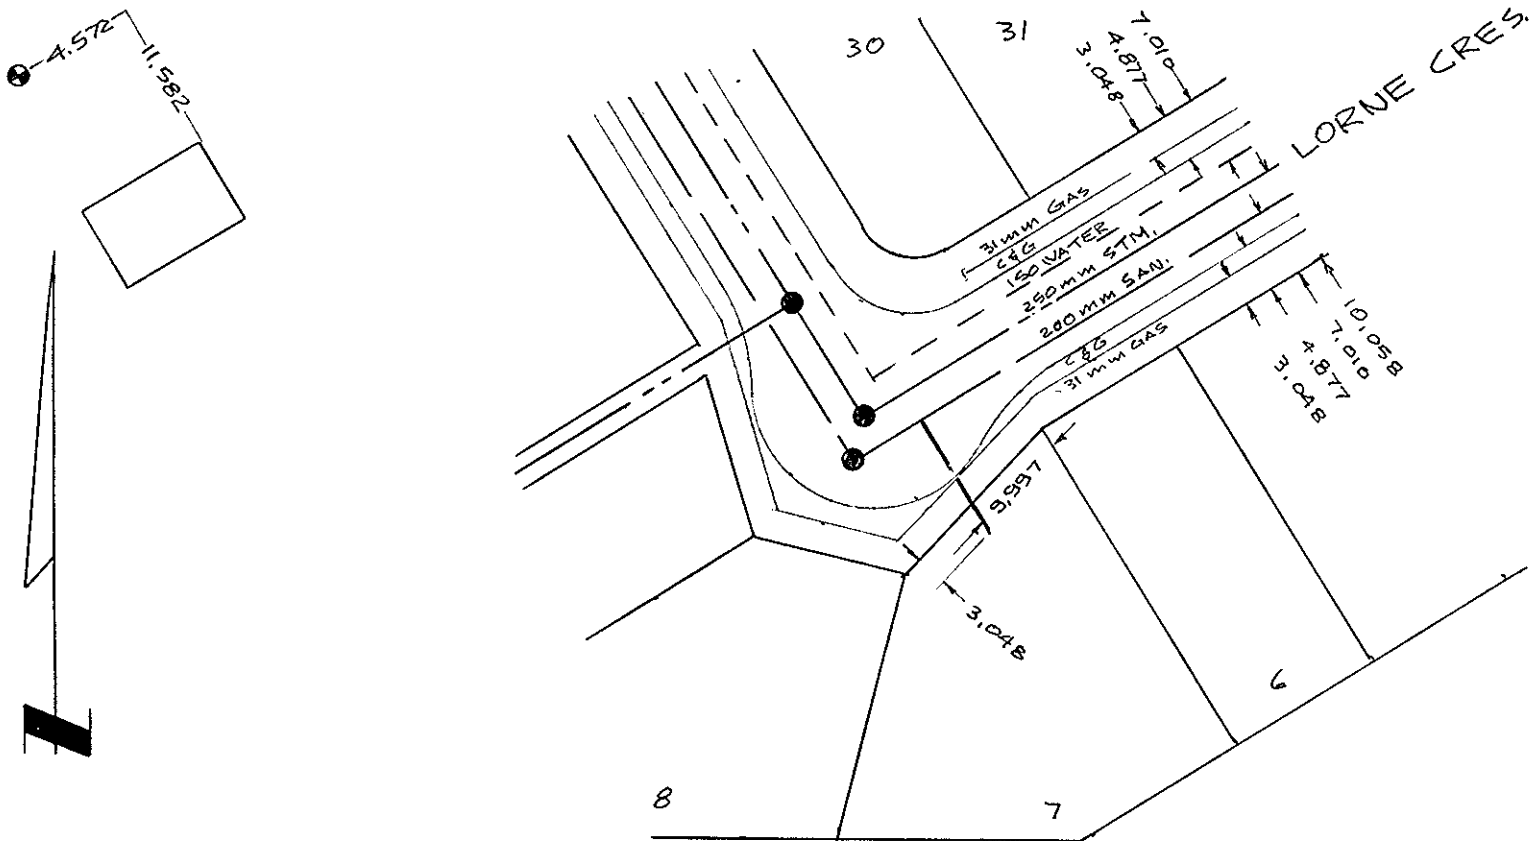 4.572
11.582
30
31
7.010
4.877
3.048
LORNE CRES.
31mm GAS
C&G
150 WATER
250mm STM.
200mm SAN.
C&G
31mm GAS
10.058
7.010
4.877
3.048
9.997
3.048
6
8
7